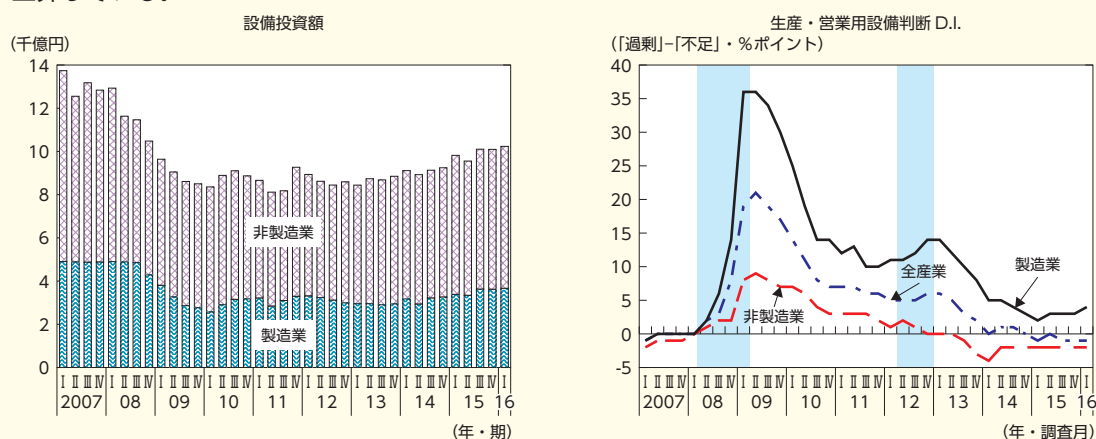 設備投資額
(千億円)
14
12
10
8
6
4
2
0
非製造業
製造業
Ⅰ Ⅱ Ⅲ Ⅳ Ⅰ Ⅱ Ⅲ Ⅳ Ⅰ Ⅱ Ⅲ Ⅳ Ⅰ Ⅱ Ⅲ Ⅳ Ⅰ Ⅱ Ⅲ Ⅳ Ⅰ Ⅱ Ⅲ Ⅳ Ⅰ Ⅱ Ⅲ Ⅳ Ⅰ Ⅱ Ⅲ Ⅳ Ⅰ Ⅱ Ⅲ Ⅳ Ⅰ
2007 08 09 10 11 12 13 14 15 16
(年・期)
生産・営業用設備判断 D.I.
(「過剰」−「不足」・%ポイント)
40
35
30
25
20
15
10
5
0
-5
製造業
全産業
非製造業
Ⅰ Ⅱ Ⅲ Ⅳ Ⅰ Ⅱ Ⅲ Ⅳ Ⅰ Ⅱ Ⅲ Ⅳ Ⅰ Ⅱ Ⅲ Ⅳ Ⅰ Ⅱ Ⅲ Ⅳ Ⅰ Ⅱ Ⅲ Ⅳ Ⅰ Ⅱ Ⅲ Ⅳ Ⅰ Ⅱ Ⅲ Ⅳ Ⅰ Ⅱ Ⅲ Ⅳ Ⅰ
2007 08 09 10 11 12 13 14 15 16
(年・調査月)